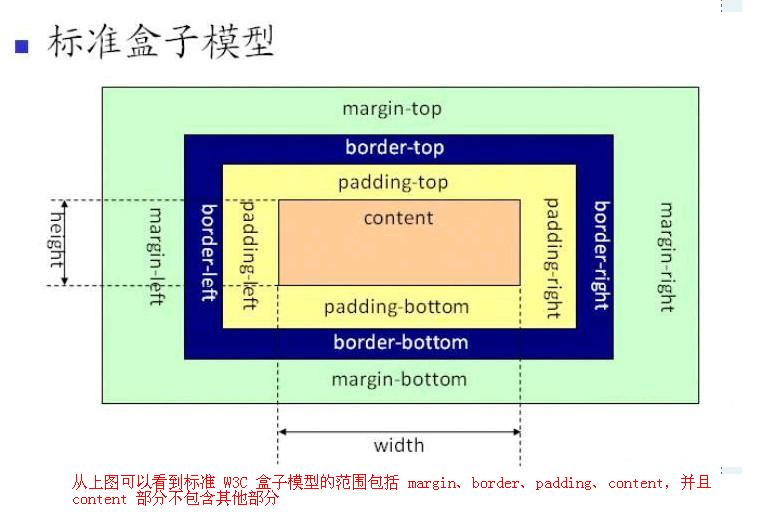 标准盒子模型
margin-top
border-top
padding-top
content
height
margin-left
border-left
padding-left
padding-right
border-right
margin-right
padding-bottom
border-bottom
margin-bottom
width
从上图可以看到标准 W3C 盒子模型的范围包括 margin、border、padding、content，并且
content 部分不包含其他部分